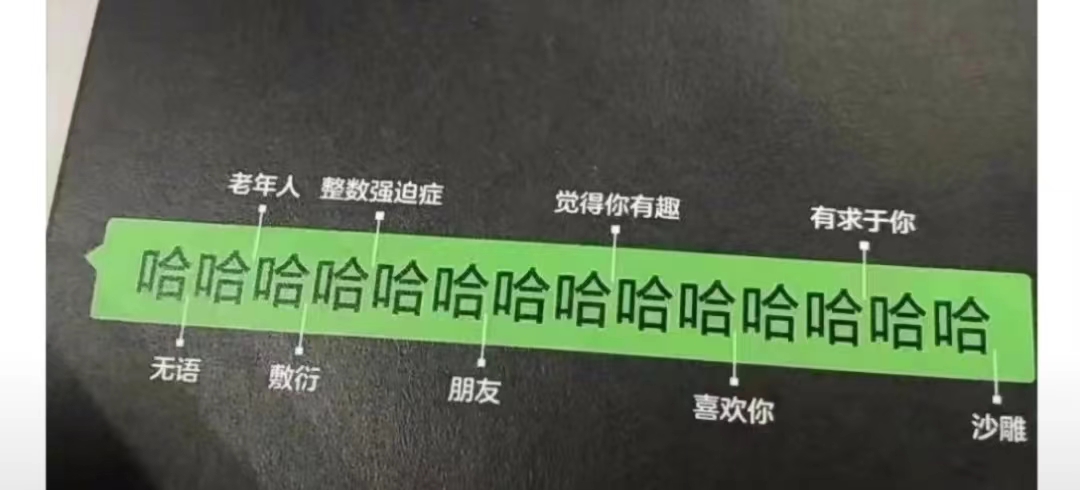 老年人 整数强迫症 觉得你有趣 有求于你
哈哈哈哈哈哈哈哈哈哈哈哈哈哈
无语 敷衍 朋友 喜欢你 沙雕